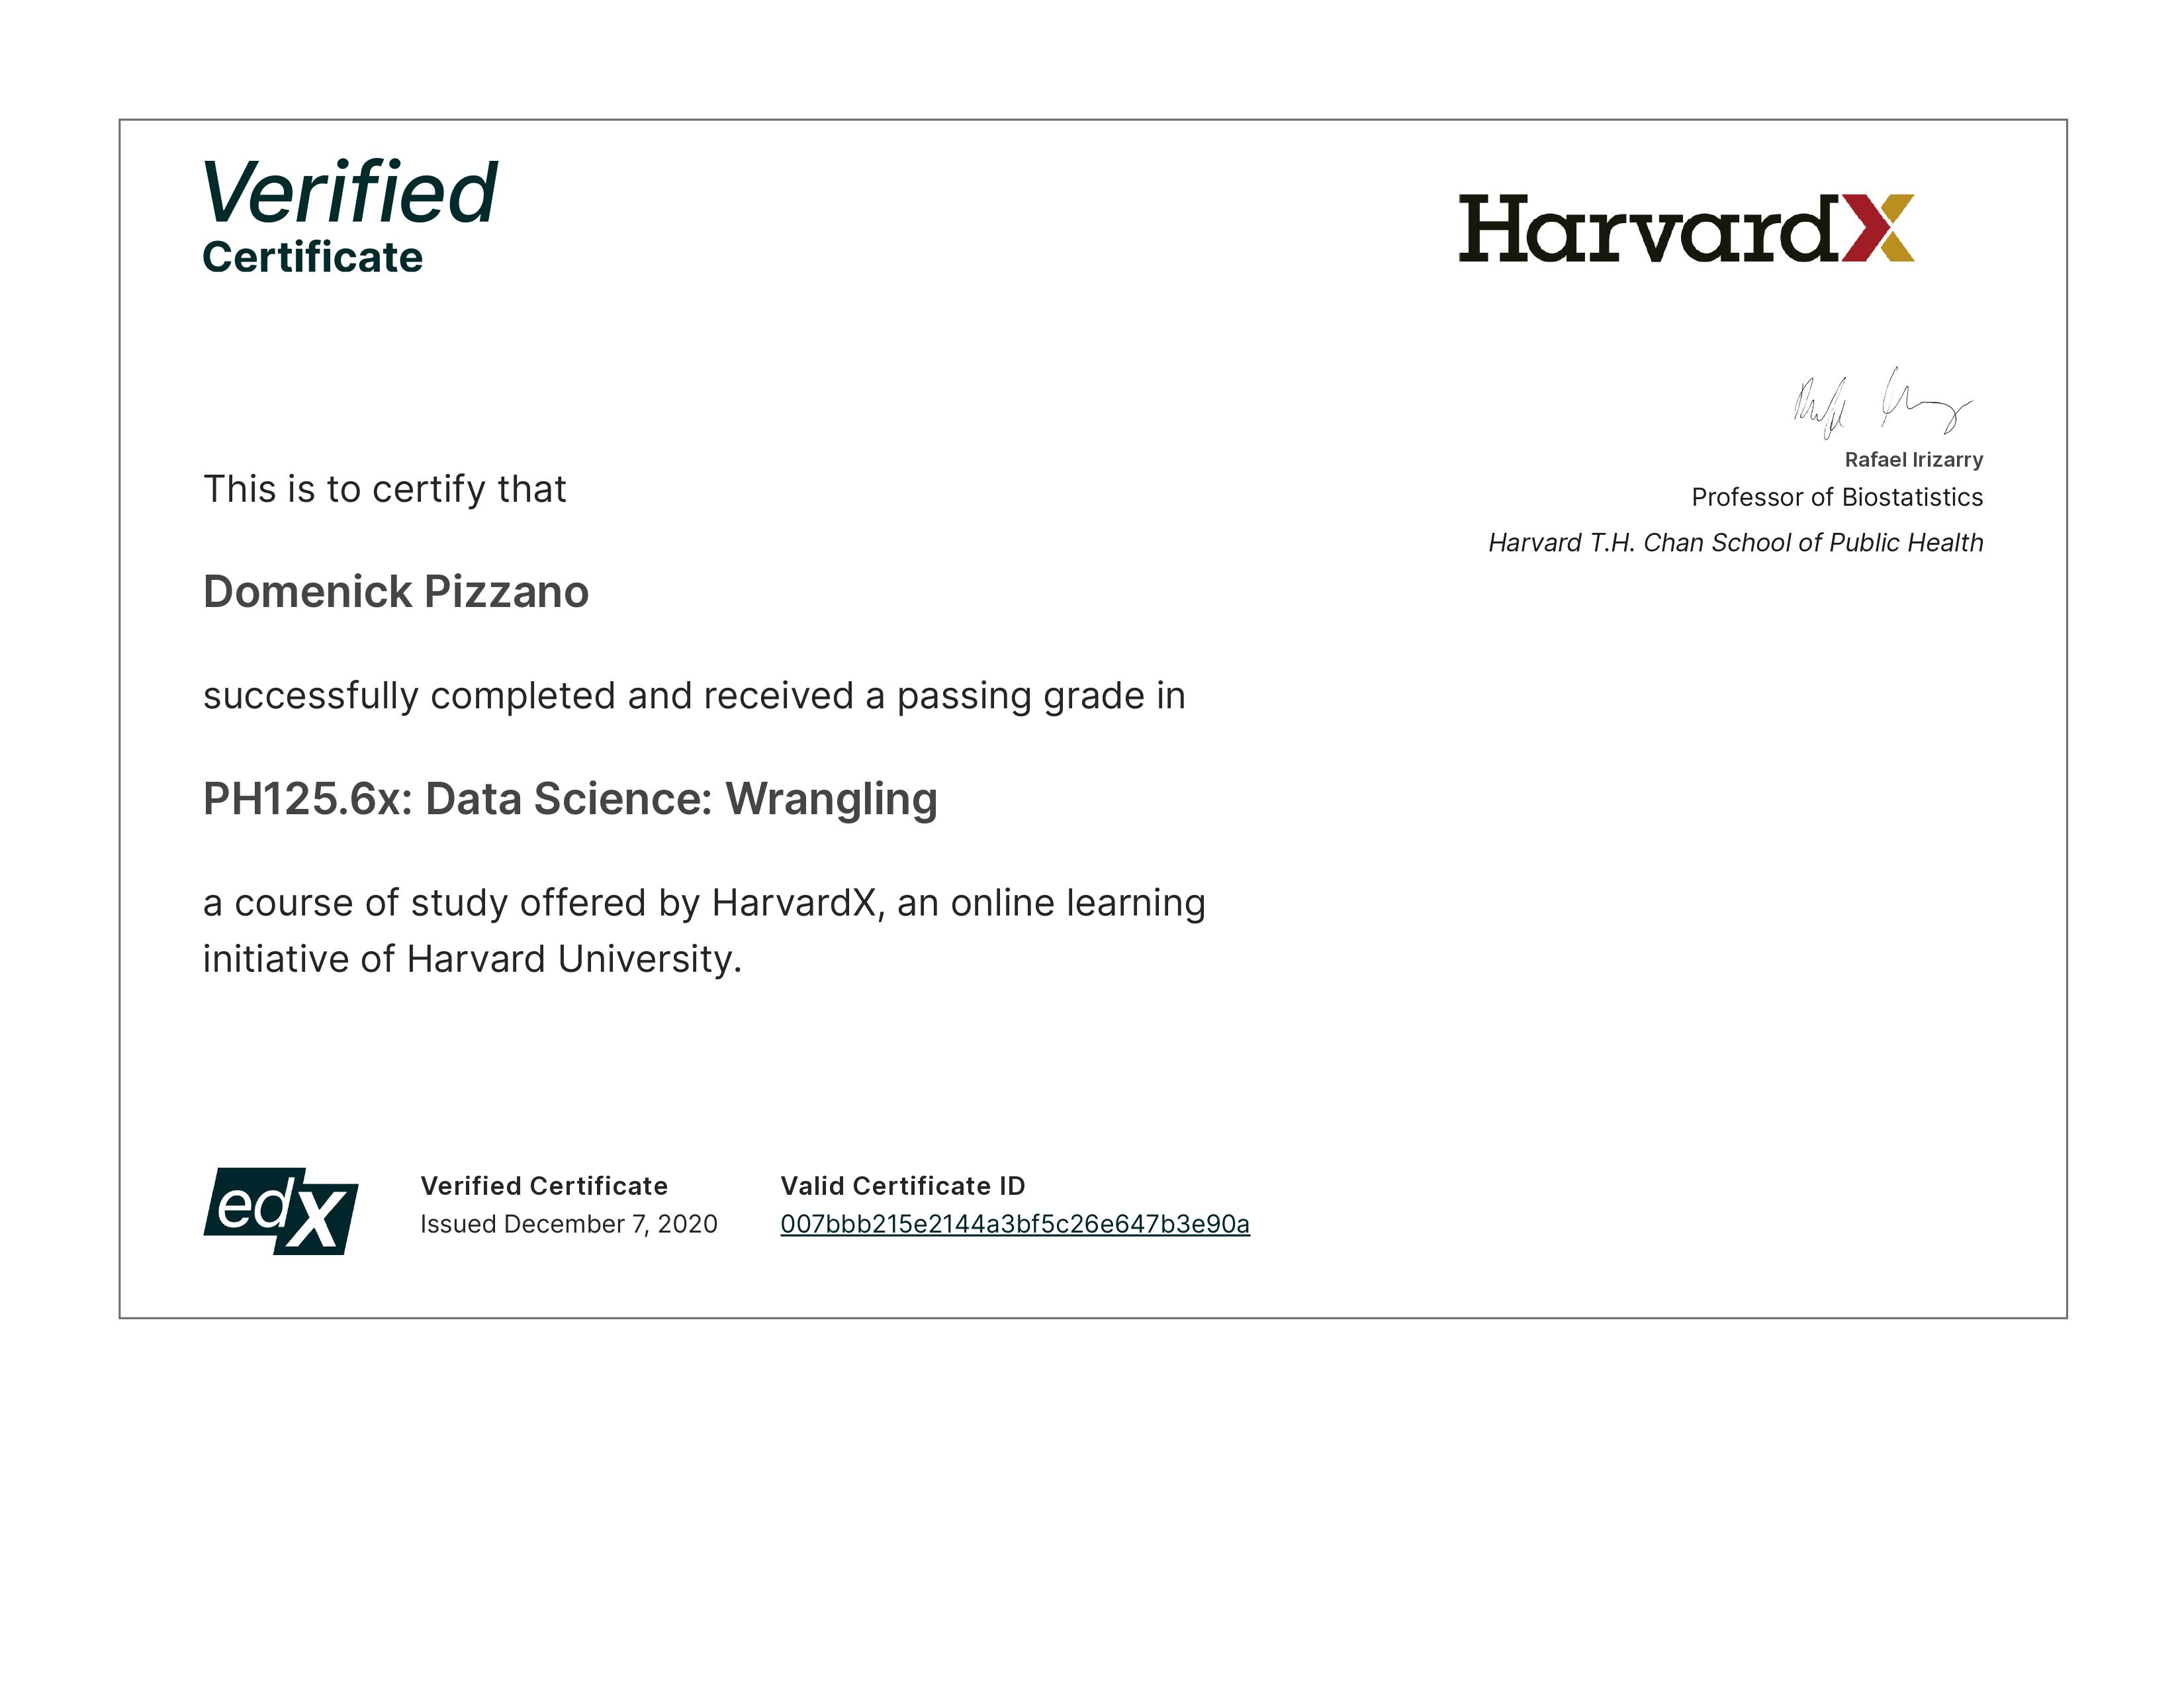 Verified
Certificate
HarvardX
Rafael Irizarry
Professor of Biostatistics
Harvard T.H. Chan School of Public Health
This is to certify that
Domenick Pizzano
successfully completed and received a passing grade in
PH125.6x: Data Science: Wrangling
a course of study offered by HarvardX, an online learning
initiative of Harvard University.
edX
Verified Certificate
Issued December 7, 2020
Valid Certificate ID
007bbb215e2144a3bf5c26e647b3e90a